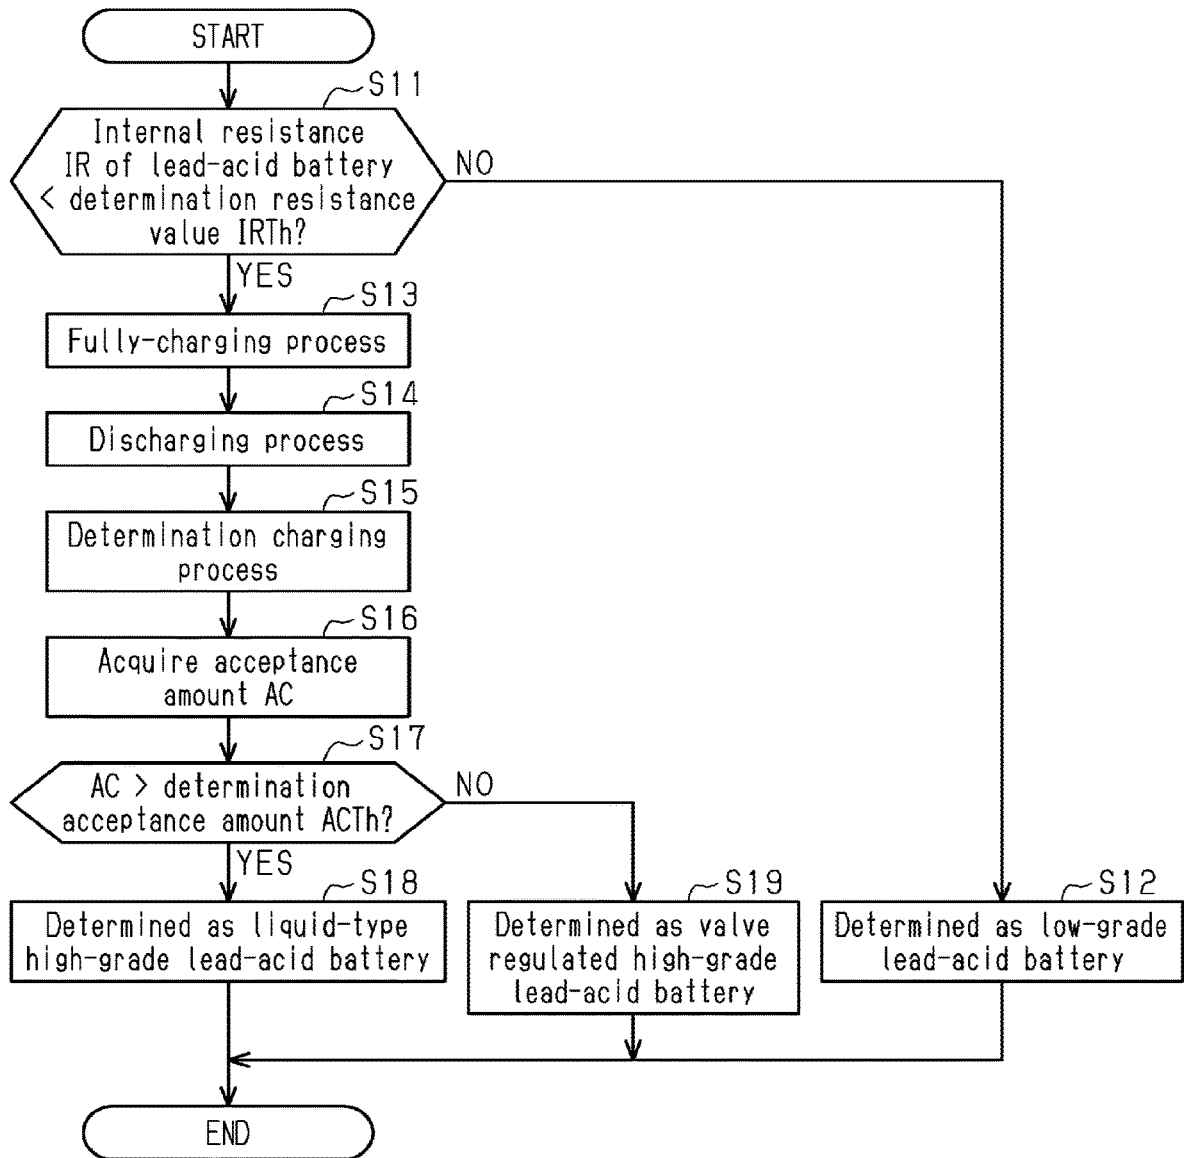 START
S11
Internal resistance
IR of lead-acid battery
< determination resistance
value IRTh?
NO
YES
S13
Fully-charging process
S14
Discharging process
S15
Determination charging
process
S16
Acquire acceptance
amount AC
S17
AC > determination
acceptance amount ACTh?
NO
YES
S18
Determined as liquid-type
high-grade lead-acid battery
S19
Determined as valve
regulated high-grade
lead-acid battery
S12
Determined as low-grade
lead-acid battery
END